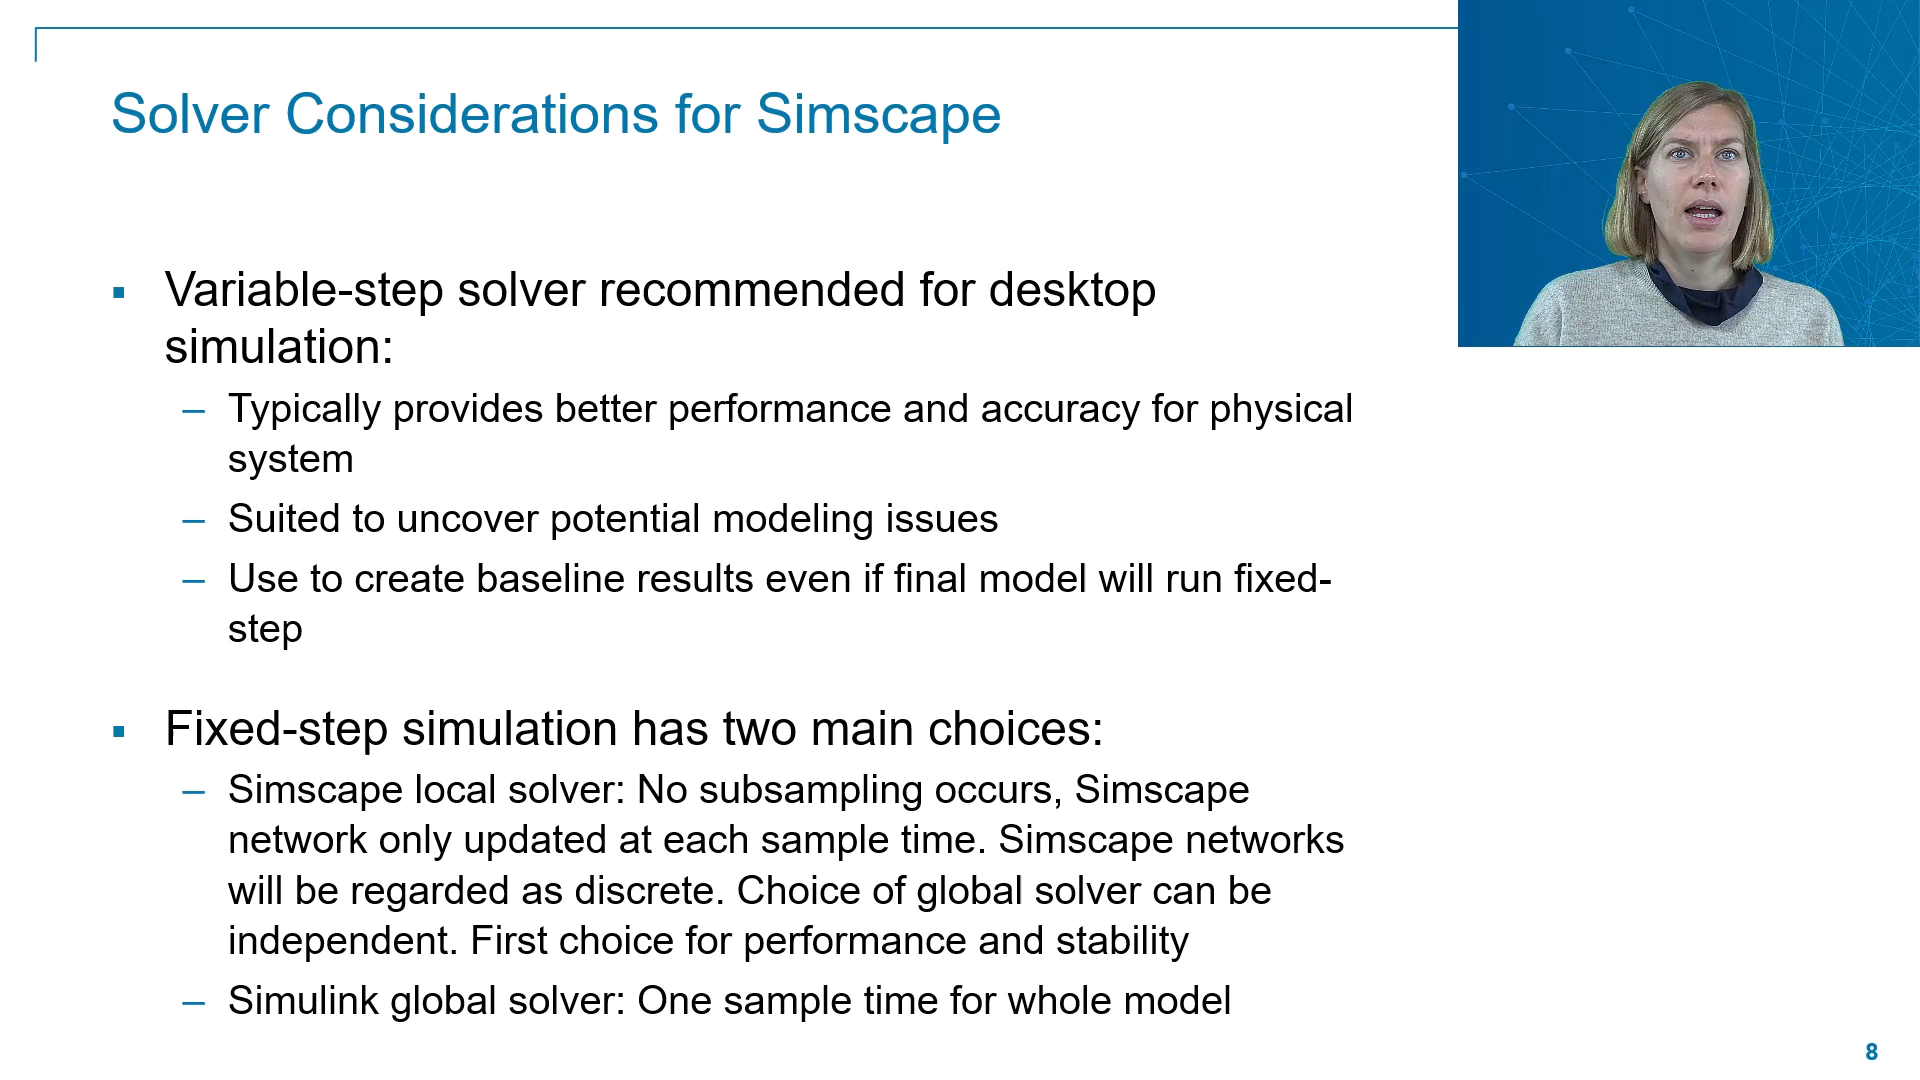 Solver Considerations for Simscape
▪ Variable-step solver recommended for desktop
simulation:
– Typically provides better performance and accuracy for physical
system
– Suited to uncover potential modeling issues
– Use to create baseline results even if final model will run fixed-
step
▪ Fixed-step simulation has two main choices:
– Simscape local solver: No subsampling occurs, Simscape
network only updated at each sample time. Simscape networks
will be regarded as discrete. Choice of global solver can be
independent. First choice for performance and stability
– Simulink global solver: One sample time for whole model
8